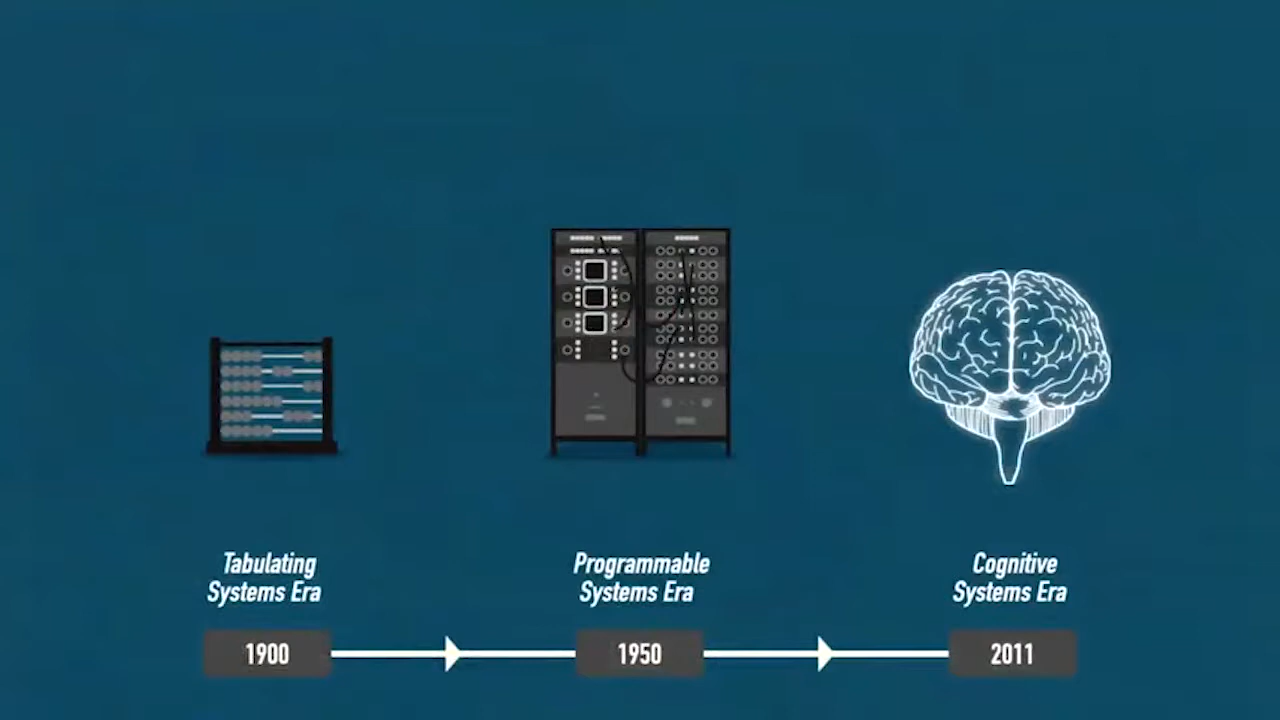 Tabulating
Systems Era
Programmable
Systems Era
Cognitive
Systems Era
1900
1950
2011